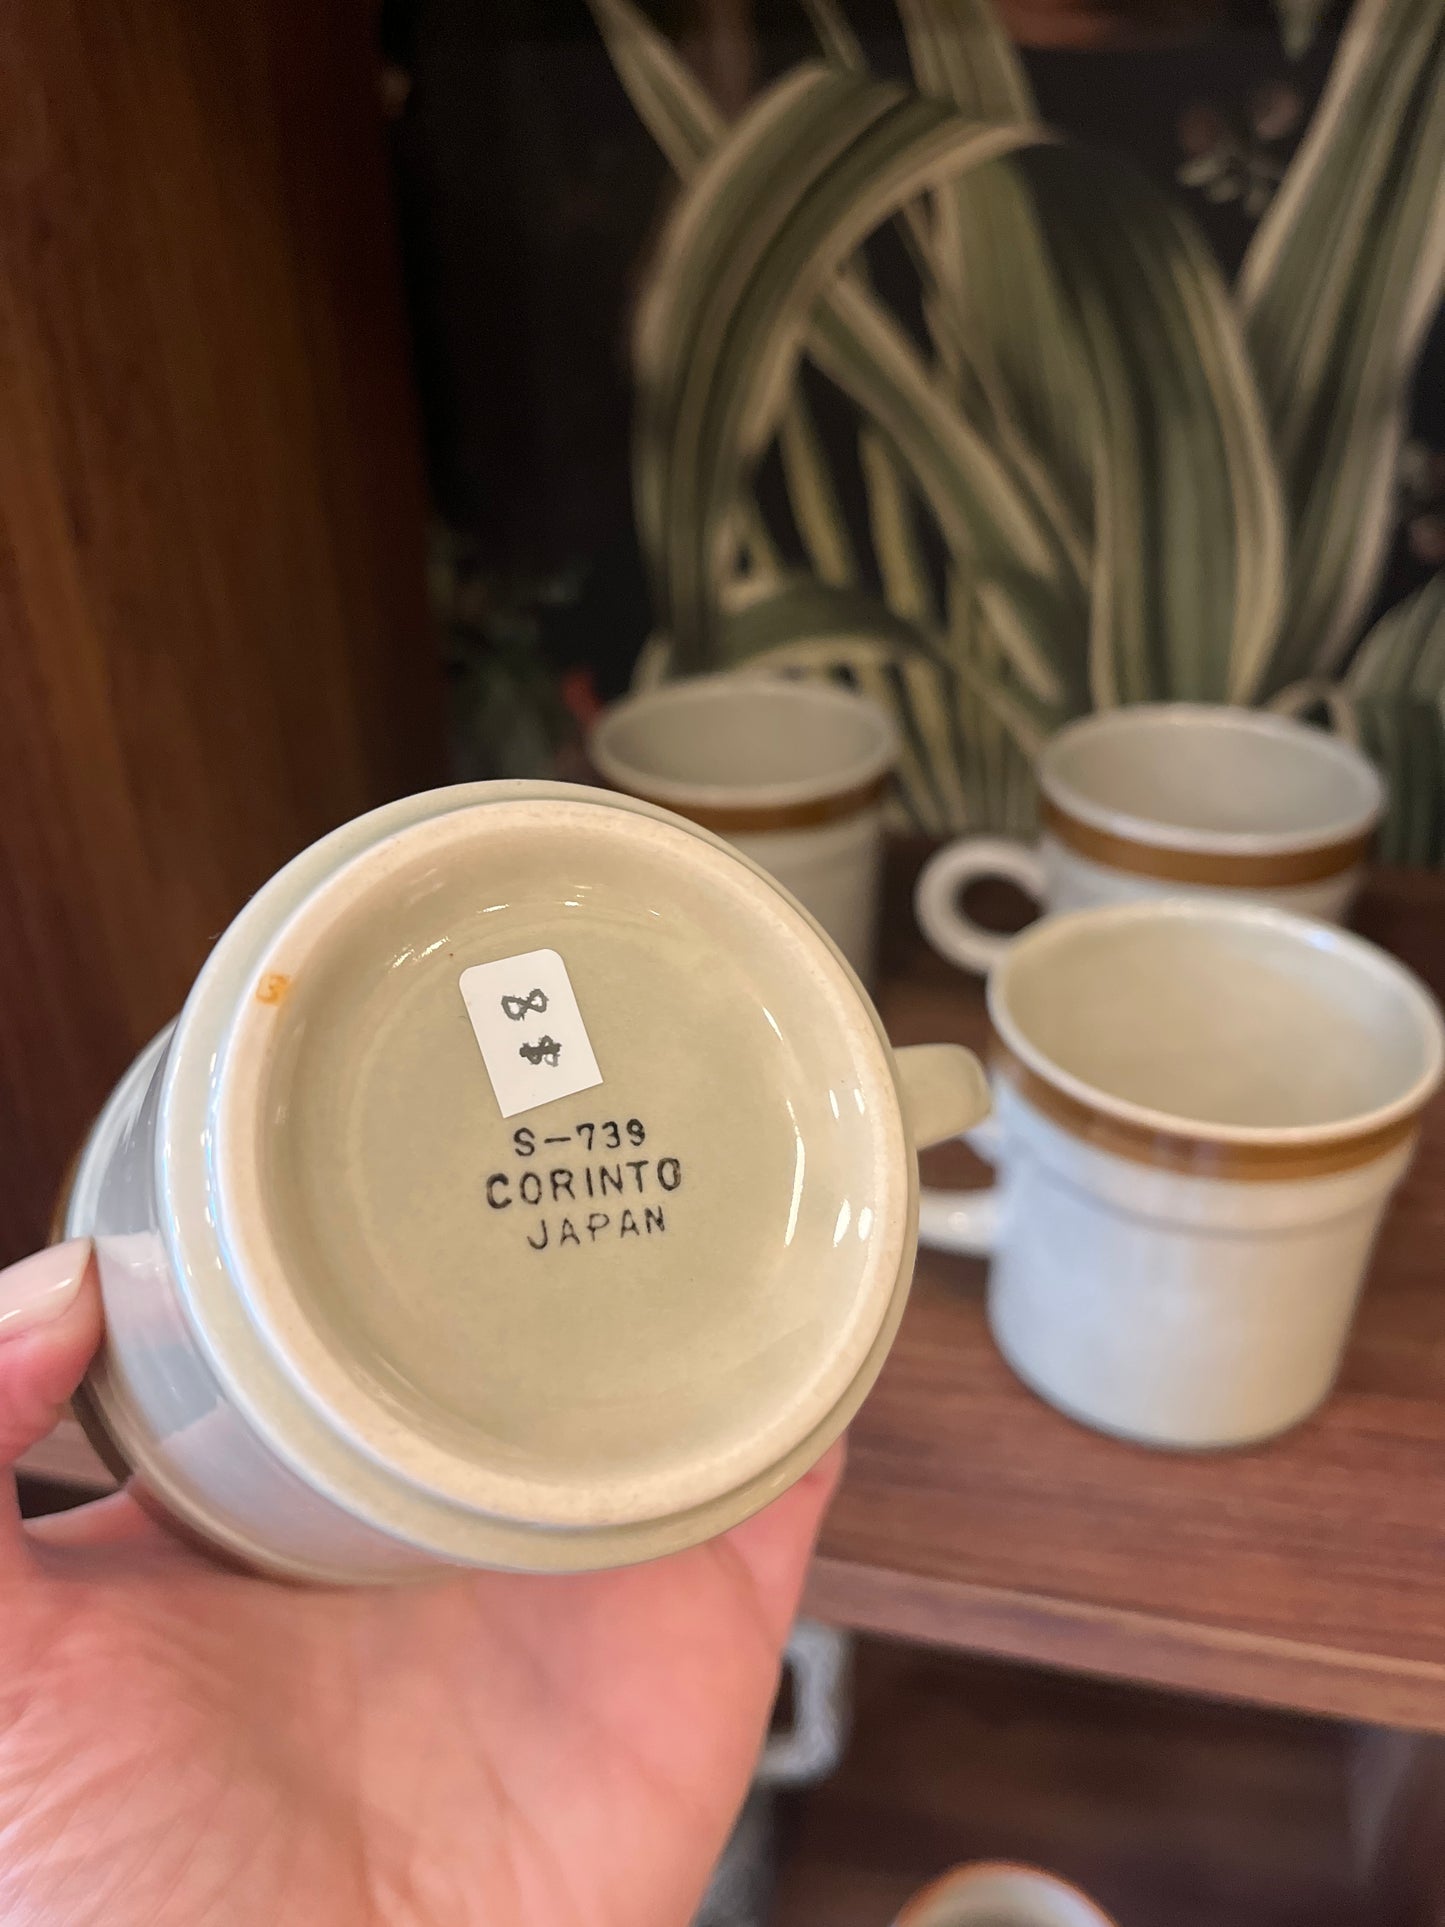 $8
S-739
CORINTO
JAPAN